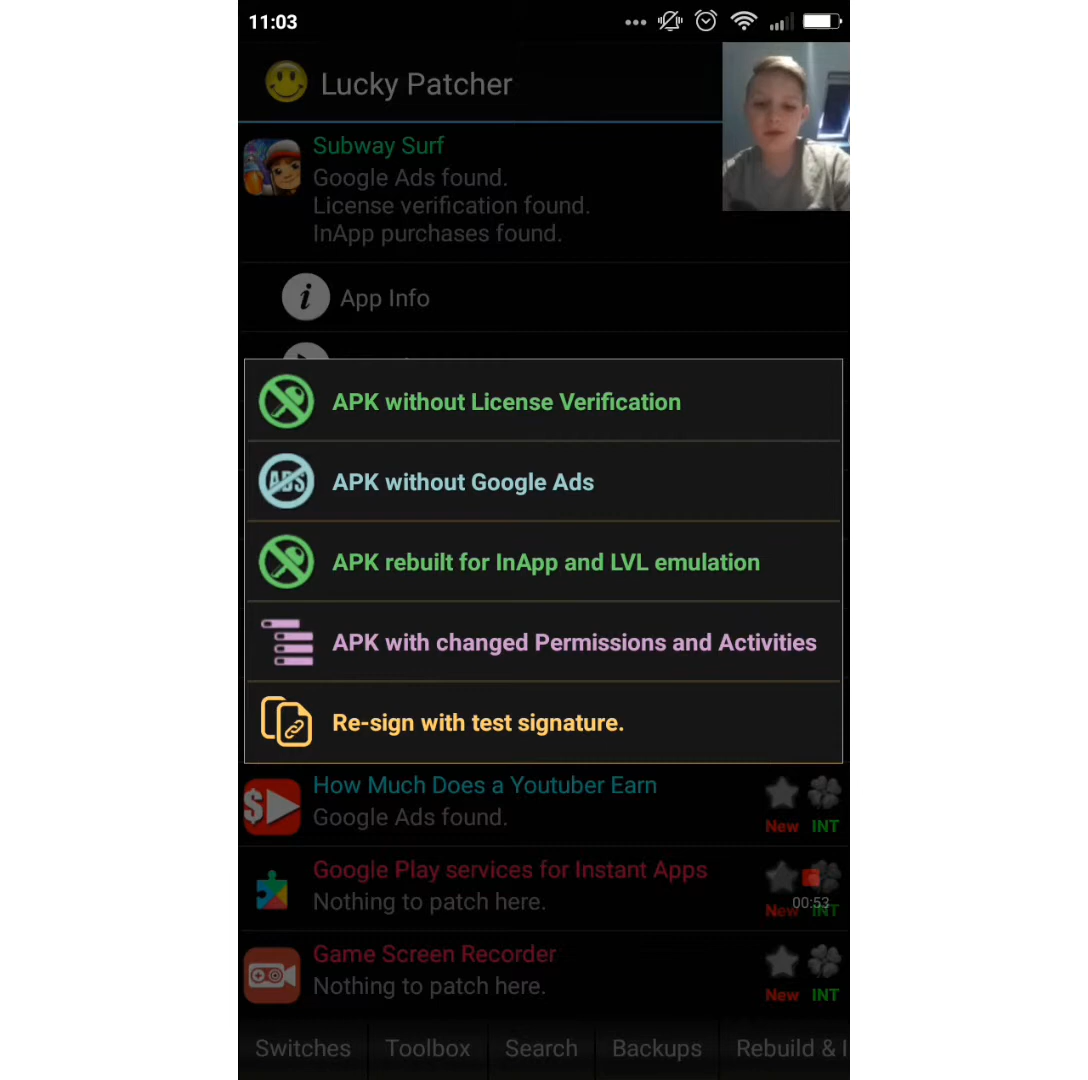 11:03
Lucky Patcher
Subway Surf
Google Ads found.
License verification found.
InApp purchases found.
App Info
APK without License Verification
ADS
APK without Google Ads
APK rebuilt for InApp and LVL emulation
APK with changed Permissions and Activities
Re-sign with test signature.
How Much Does a Youtuber Earn
Google Ads found.
New INT
Google Play services for Instant Apps
Nothing to patch here.
00:53
New INT
Game Screen Recorder
Nothing to patch here.
New INT
Switches Toolbox Search Backups Rebuild &